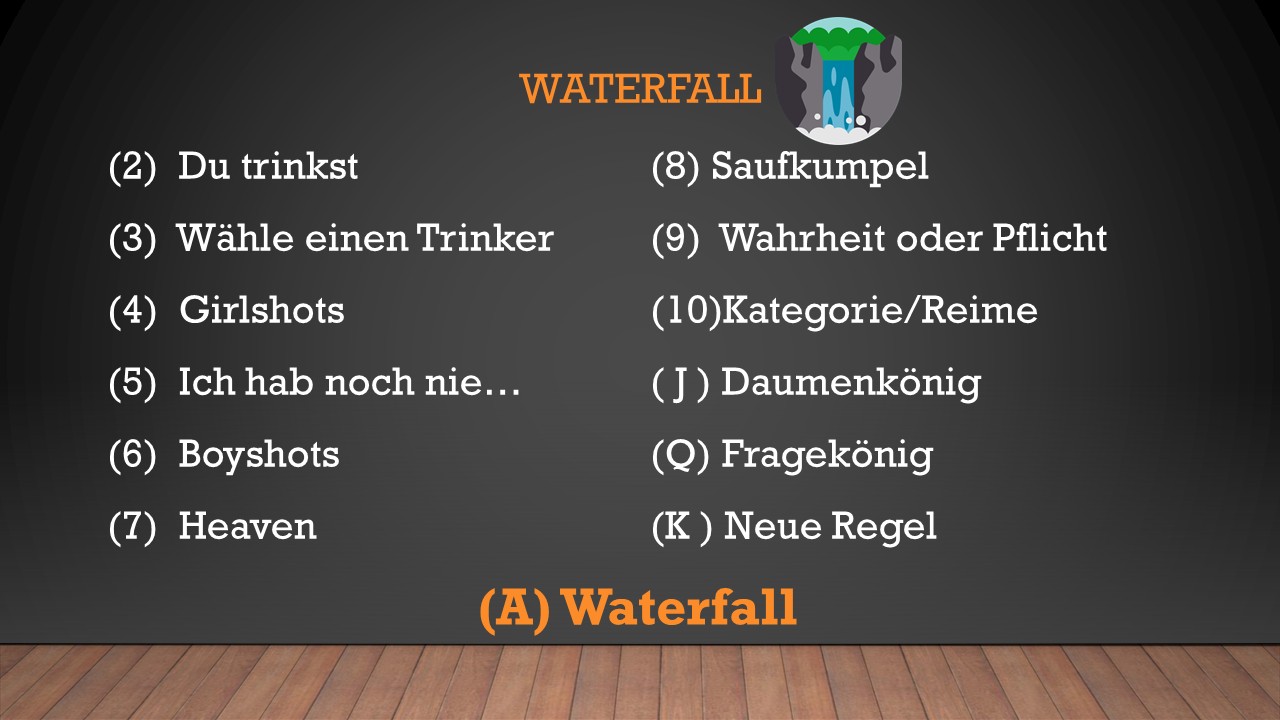 WATERFALL
(2) Du trinkst
(3) Wähle einen Trinker
(4) Girlshots
(5) Ich hab noch nie…
(6) Boyshots
(7) Heaven
(8) Saufkumpel
(9) Wahrheit oder Pflicht
(10)Kategorie/Reime
( J ) Daumenkönig
(Q) Fragekönig
(K ) Neue Regel
(A) Waterfall